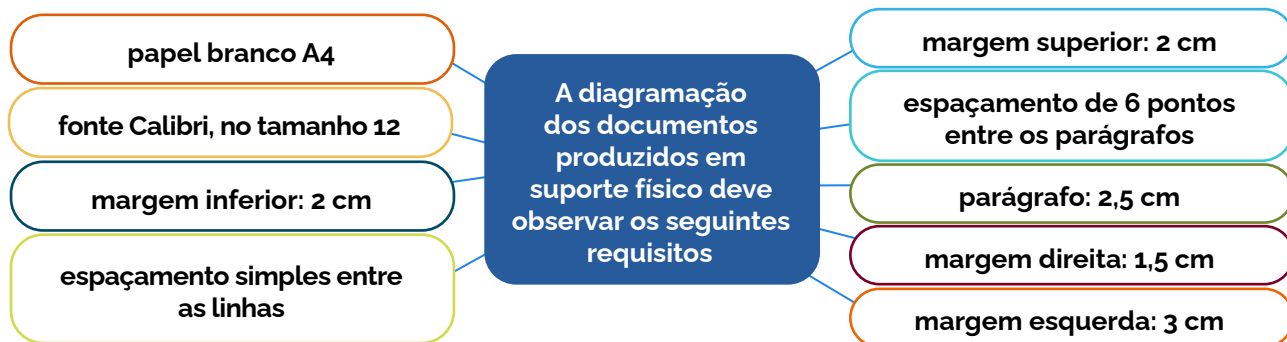 papel branco A4
fonte Calibri, no tamanho 12
margem inferior: 2 cm
espaçamento simples entre
as linhas
A diagramação
dos documentos
produzidos em
suporte físico deve
observar os seguintes
requisitos
margem superior: 2 cm
espaçamento de 6 pontos
entre os parágrafos
parágrafo: 2,5 cm
margem direita: 1,5 cm
margem esquerda: 3 cm